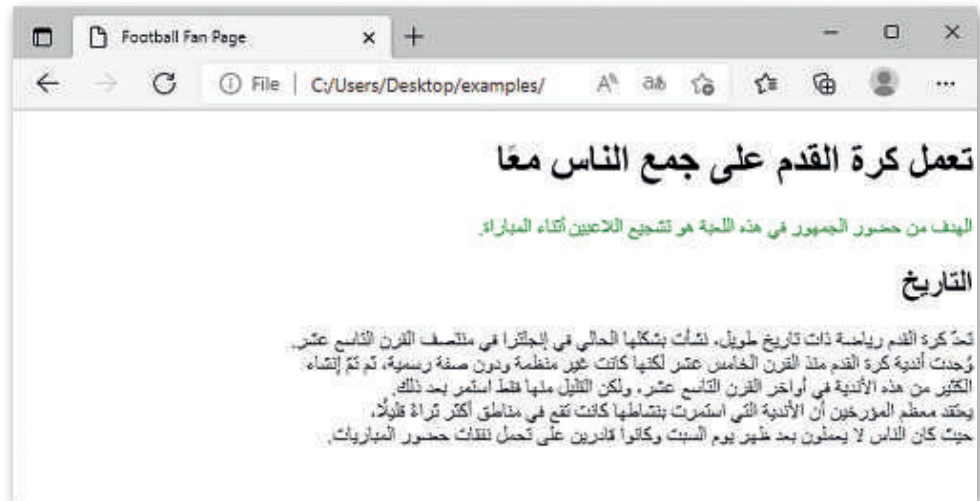 Football Fan Page
File | C:/Users/Desktop/examples/
تعمل كرة القدم على جمع الناس معًا
الهدف من حضور الجمهور في هذه اللعبة هو تشجيع اللاعبين أثناء المباراة.
التاريخ
تعدّ كرة القدم رياضة ذات تاريخ طويل، نشأت بشكلها الحالي في إنجلترا في منتصف القرن التاسع عشر.
وُجدت أندية كرة القدم منذ القرن الخامس عشر لكنها كانت غير منظمة ودون صفة رسمية، ثم تمّ إنشاء
الكثير من هذه الأندية في أواخر القرن التاسع عشر، ولكن القليل منها فقط استمر بعد ذلك.
يعتقد معظم المؤرخين أن الأندية التي استمرت بنشاطها كانت تقع في مناطق أكثر ثراءً قليلًا،
حيث كان الناس لا يعملون بعد ظهر يوم السبت وكانوا قادرين على تحمل نفقات حضور المباريات.